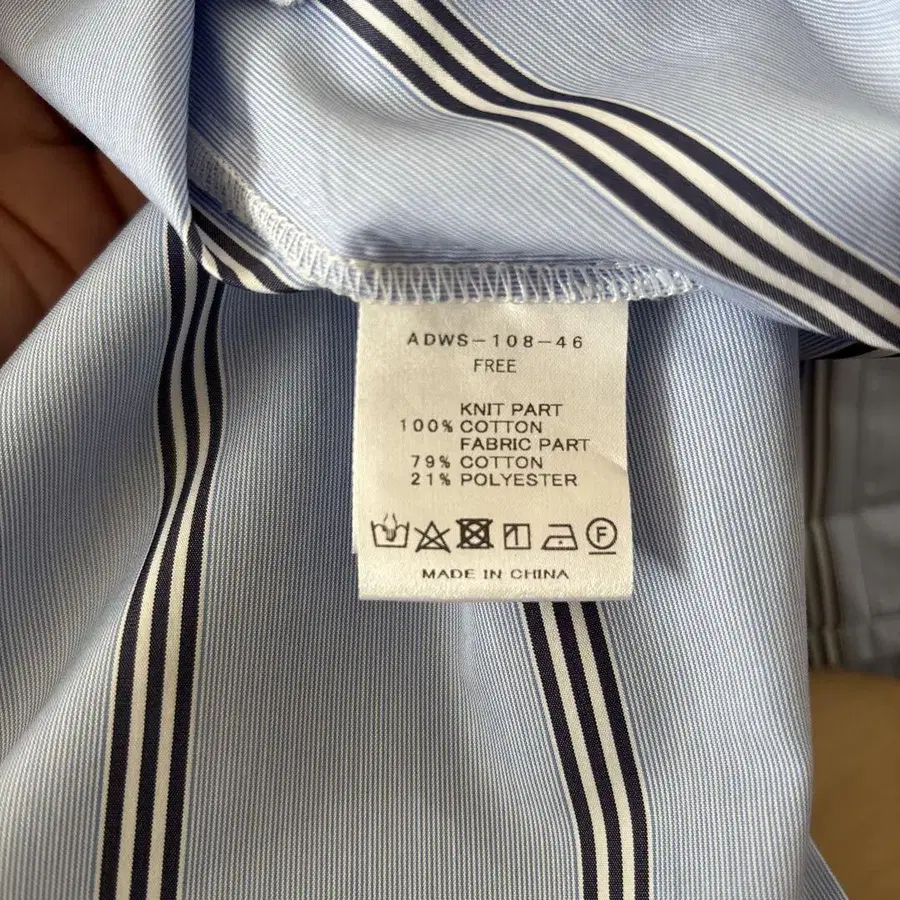 ADWS-108-46
FREE
KNIT PART
100% COTTON
FABRIC PART
79% COTTON
21% POLYESTER
F
MADE IN CHINA